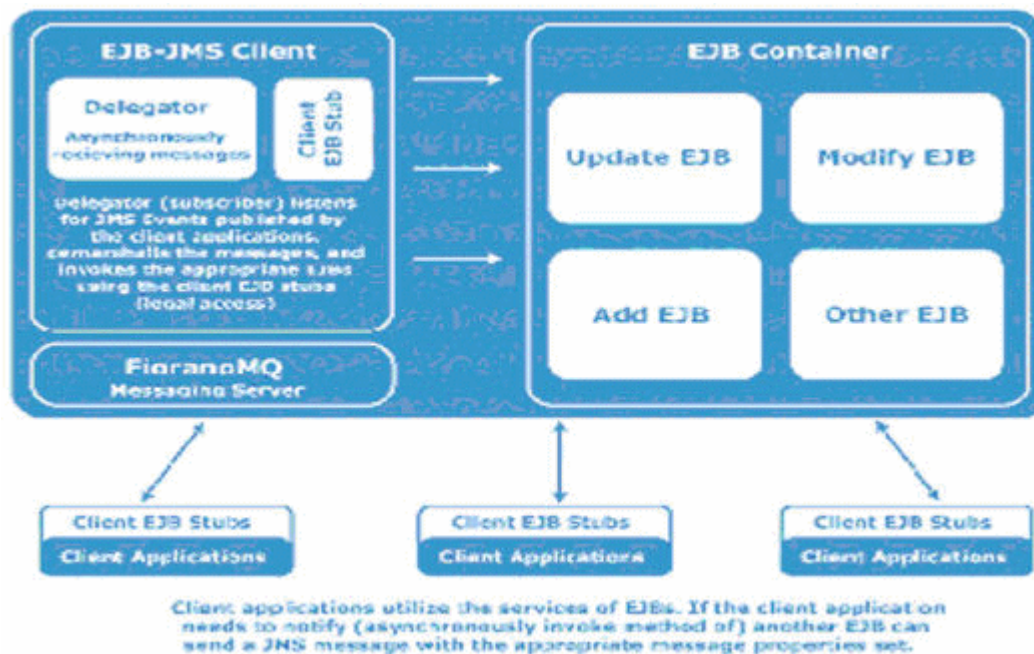 EJB-JMS Client
Delegator
Asynchronously
recieving messages
Client
EJB Stub
Delegator (subscriber) listens
for JMS Events published by
the client applications,
demarshalls the messages, and
invokes the appropriate EJBs
using the client EJB stubs
(local access)
FioranoMQ
Messaging Server
EJB Container
Update EJB
Modify EJB
Add EJB
Other EJB
Client EJB Stubs
Client Applications
Client EJB Stubs
Client Applications
Client EJB Stubs
Client Applications
Client applications utilize the services of EJBs. If the client application
needs to notify (asynchronously invoke method of) another EJB can
send a JMS message with the appropriate message properties set.